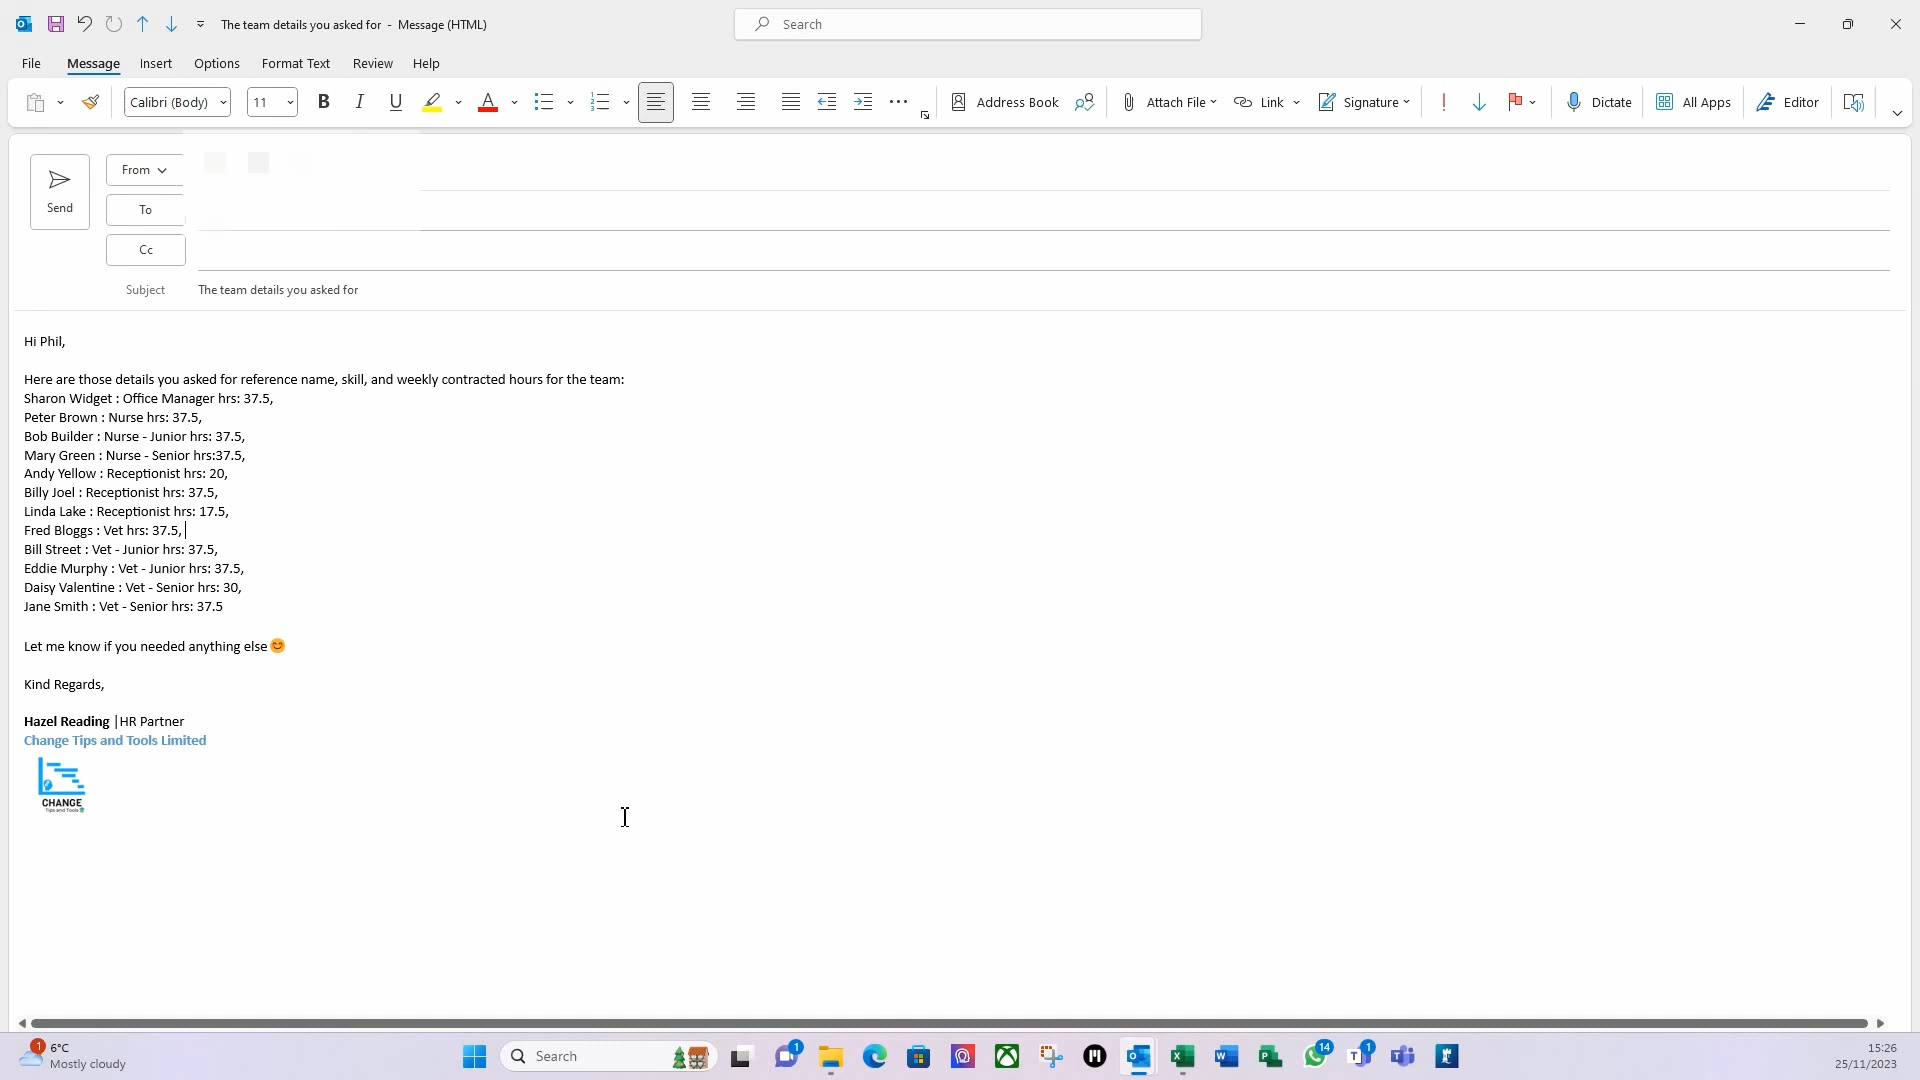 The team details you asked for - Message (HTML)
Search
File Message Insert Options Format Text Review Help
Calibri (Body) 11 B I U A Address Book Attach File Link Signature Dictate All Apps Editor
Send
From
To
Cc
Subject The team details you asked for
Hi Phil,
Here are those details you asked for reference name, skill, and weekly contracted hours for the team:
Sharon Widget : Office Manager hrs: 37.5,
Peter Brown : Nurse hrs: 37.5,
Bob Builder : Nurse - Junior hrs: 37.5,
Mary Green : Nurse - Senior hrs:37.5,
Andy Yellow : Receptionist hrs: 20,
Billy Joel : Receptionist hrs: 37.5,
Linda Lake : Receptionist hrs: 17.5,
Fred Bloggs : Vet hrs: 37.5,
Bill Street : Vet - Junior hrs: 37.5,
Eddie Murphy : Vet - Junior hrs: 37.5,
Daisy Valentine : Vet - Senior hrs: 30,
Jane Smith : Vet - Senior hrs: 37.5
Let me know if you needed anything else😊
Kind Regards,
Hazel Reading |HR Partner
Change Tips and Tools Limited
CHANGE
Tips and Tools
1 6°C
Mostly cloudy
Search
1
14
1
15:26
25/11/2023